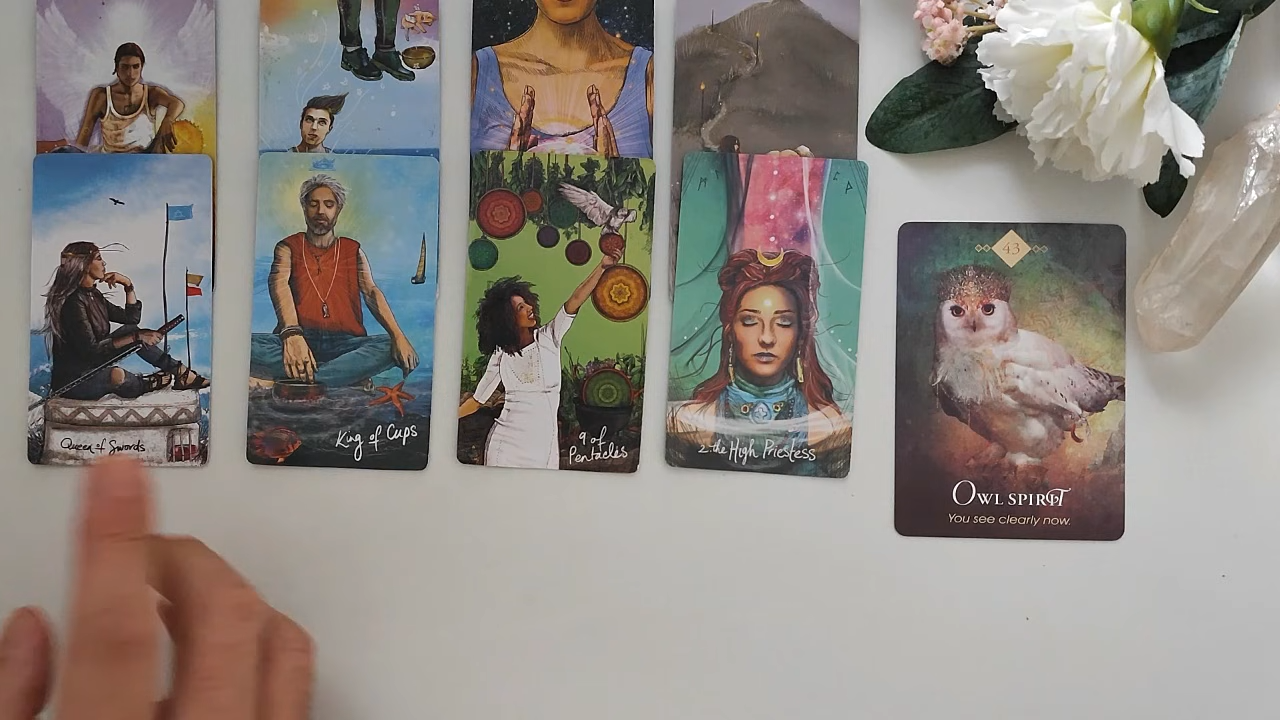 Queen of Swords
King of Cups
9 of
Pentacles
2. the High Priestess
43
OWL SPIRIT
You see clearly now.